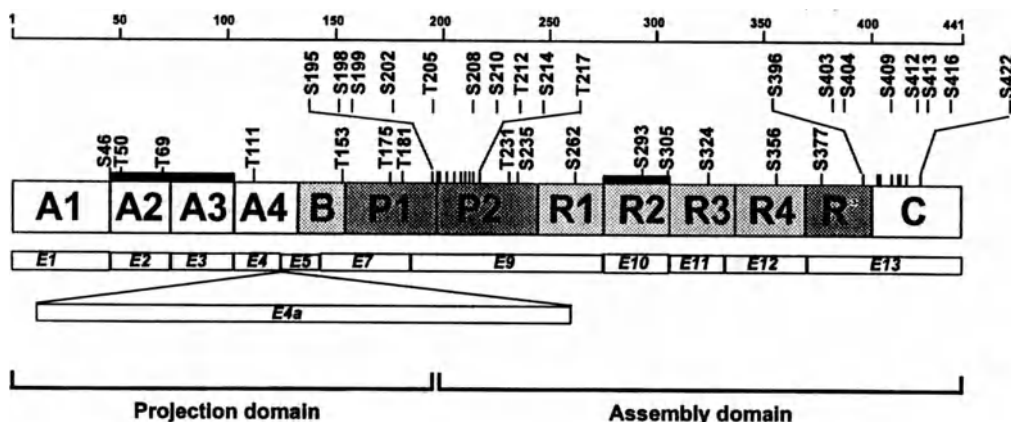 1 50 100 150 200 250 300 350 400 441
S195 S198 S199 S202 T205 S208 S210 T212 S214 T217 S396 S403 S404 S409 S412 S413 S416 S422
S46 T50 T69 T111 T153 T175 T181 T231 S235 S262 S293 S305 S324 S356 S377
A1 A2 A3 A4 B P1 P2 R1 R2 R3 R4 R C
E1 E2 E3 E4 E5 E7 E9 E10 E11 E12 E13
E4a
Projection domain Assembly domain